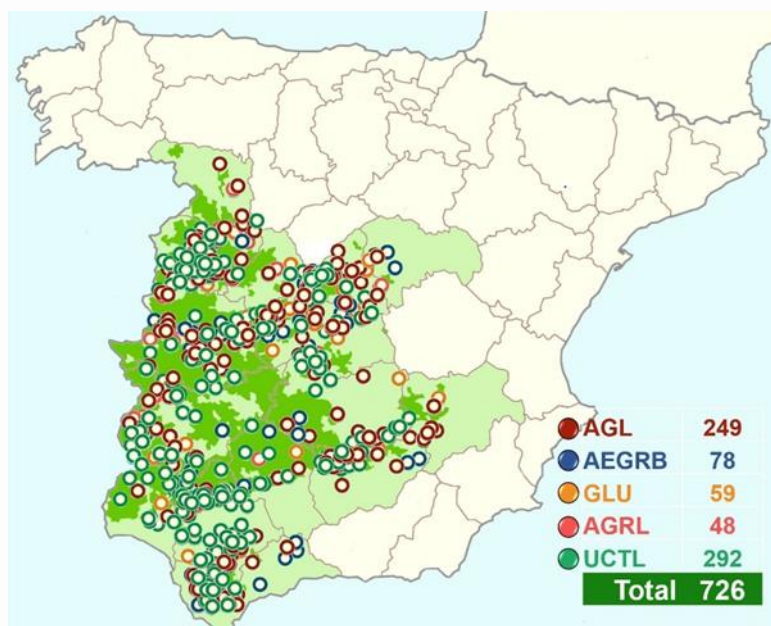 AGL 249
AEGRB 78
GLU 59
AGRL 48
UCTL 292
Total 726